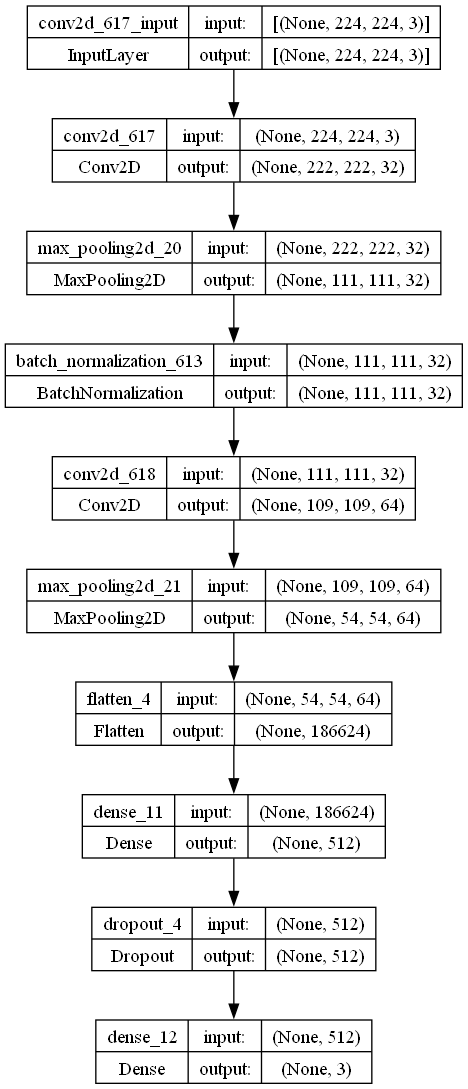 conv2d_617_input input: [(None, 224, 224, 3)]
InputLayer output: [(None, 224, 224, 3)]
conv2d_617 input: (None, 224, 224, 3)
Conv2D output: (None, 222, 222, 32)
max_pooling2d_20 input: (None, 222, 222, 32)
MaxPooling2D output: (None, 111, 111, 32)
batch_normalization_613 input: (None, 111, 111, 32)
BatchNormalization output: (None, 111, 111, 32)
conv2d_618 input: (None, 111, 111, 32)
Conv2D output: (None, 109, 109, 64)
max_pooling2d_21 input: (None, 109, 109, 64)
MaxPooling2D output: (None, 54, 54, 64)
flatten_4 input: (None, 54, 54, 64)
Flatten output: (None, 186624)
dense_11 input: (None, 186624)
Dense output: (None, 512)
dropout_4 input: (None, 512)
Dropout output: (None, 512)
dense_12 input: (None, 512)
Dense output: (None, 3)